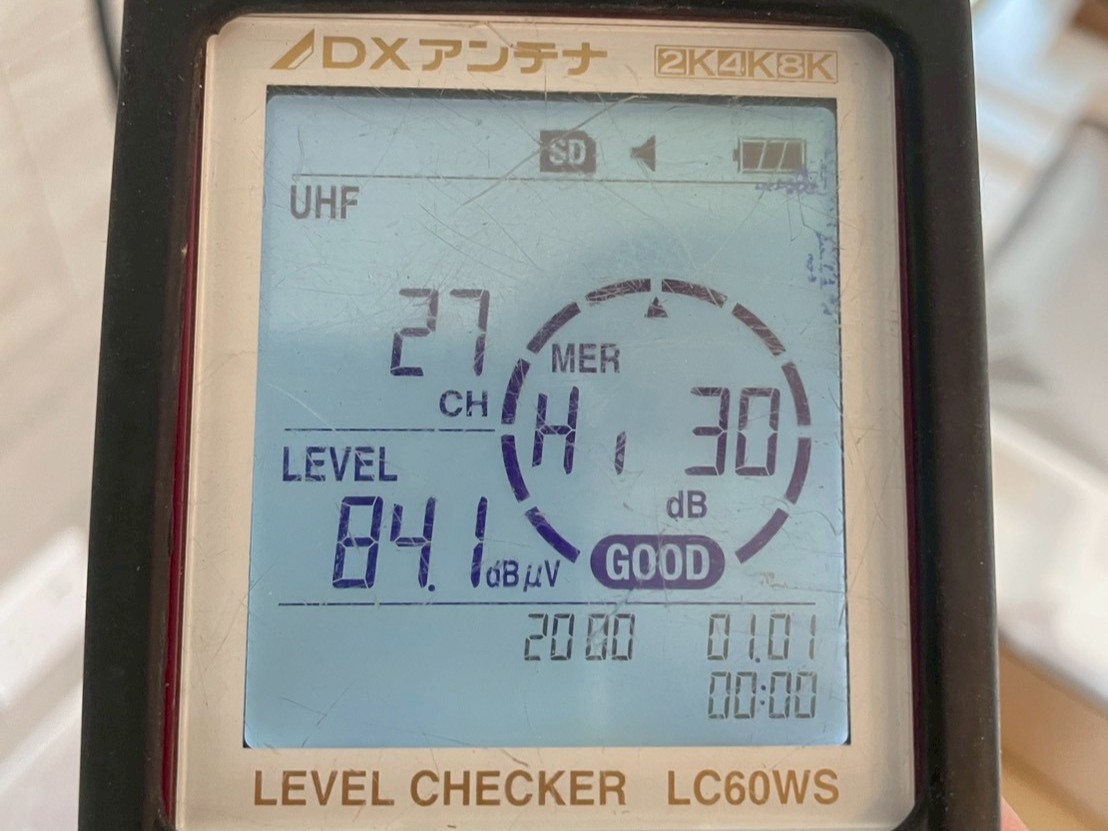 DXアンテナ 2K4K8K
SD
UHF
27
CH
MER
Hi 30
dB
GOOD
LEVEL
84.1 dBμV
2000 01.01
00:00
LEVEL CHECKER LC60WS